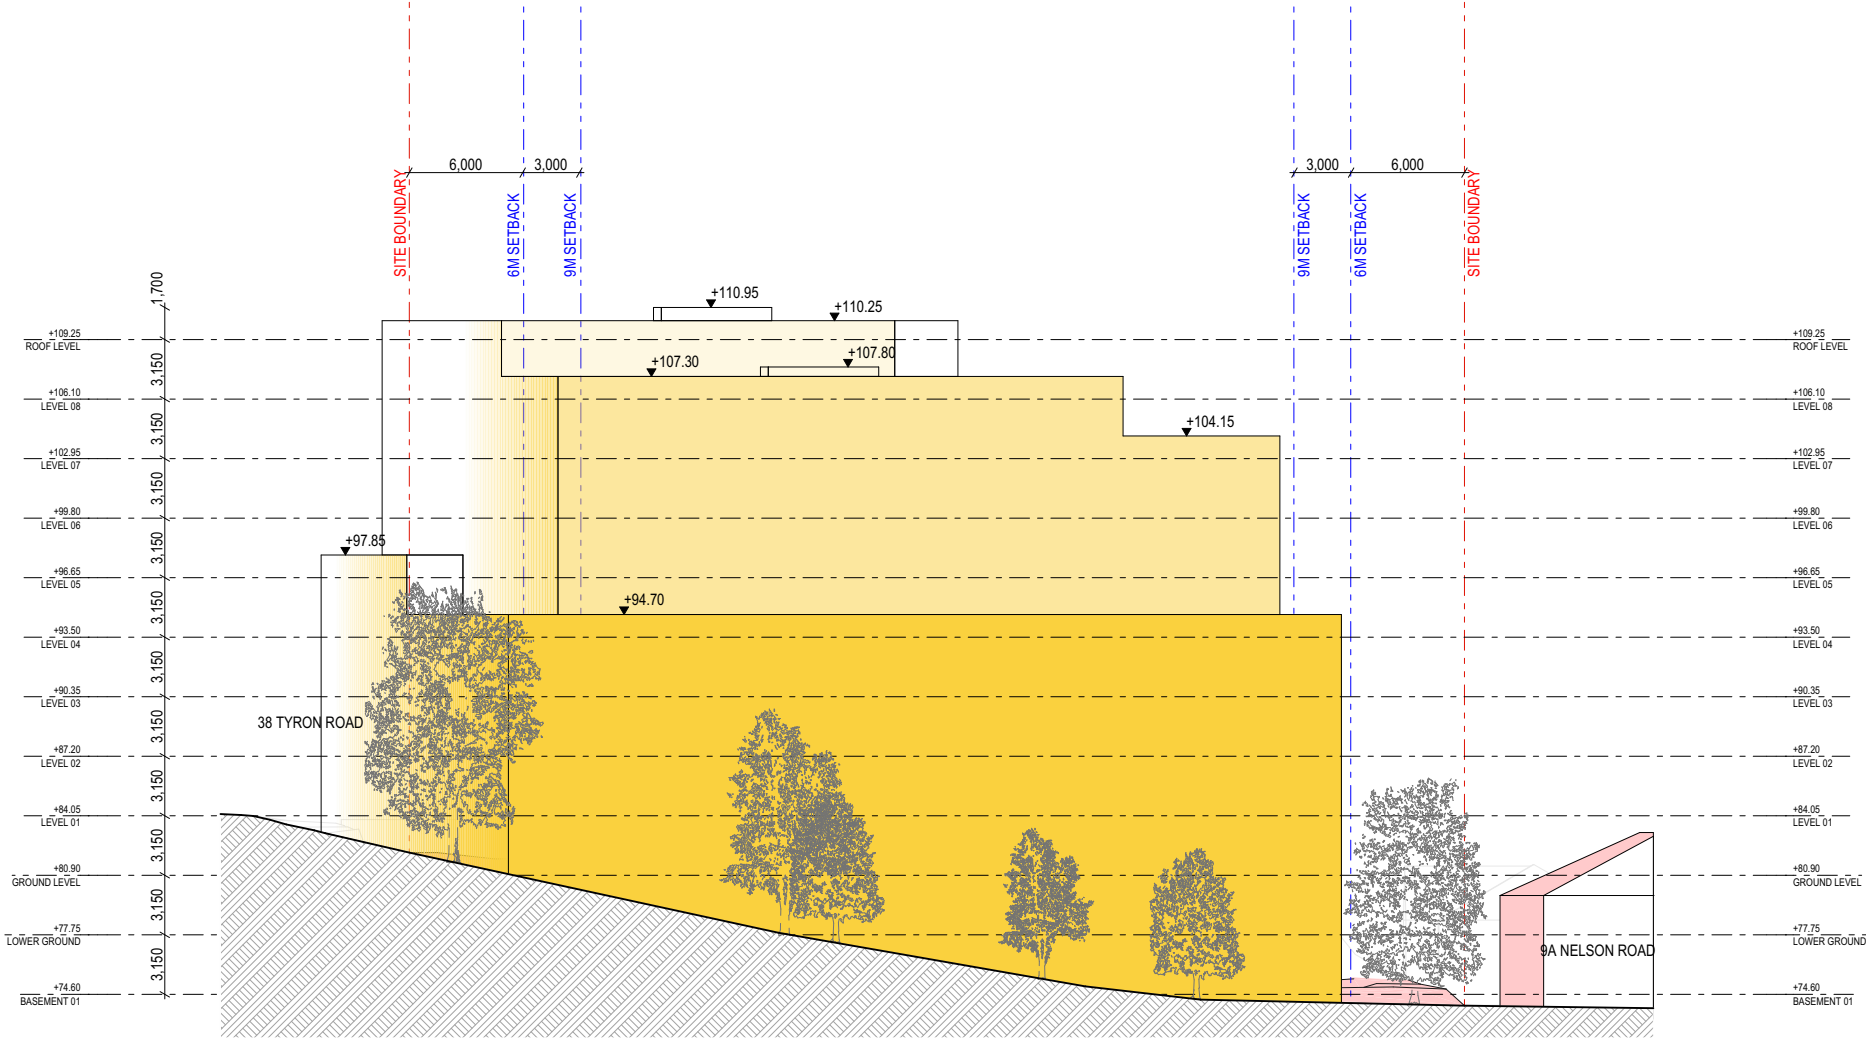 6,000
3,000
3,000
6,000
SITE BOUNDARY
6M SETBACK
9M SETBACK
9M SETBACK
6M SETBACK
SITE BOUNDARY
1,700
+110.95
+110.25
+109.25
ROOF LEVEL
+109.25
ROOF LEVEL
3,150
+107.30
+107.80
+106.10
LEVEL 08
+106.10
LEVEL 08
3,150
+104.15
+102.95
LEVEL 07
+102.95
LEVEL 07
3,150
+99.80
LEVEL 06
+99.80
LEVEL 06
3,150
+97.85
+96.65
LEVEL 05
+96.65
LEVEL 05
3,150
+94.70
+93.50
LEVEL 04
+93.50
LEVEL 04
3,150
+90.35
LEVEL 03
+90.35
LEVEL 03
3,150
38 TYRON ROAD
+87.20
LEVEL 02
+87.20
LEVEL 02
3,150
+84.05
LEVEL 01
+84.05
LEVEL 01
3,150
+80.90
GROUND LEVEL
+80.90
GROUND LEVEL
3,150
+77.75
LOWER GROUND
+77.75
LOWER GROUND
3,150
9A NELSON ROAD
+74.60
BASEMENT 01
+74.60
BASEMENT 01